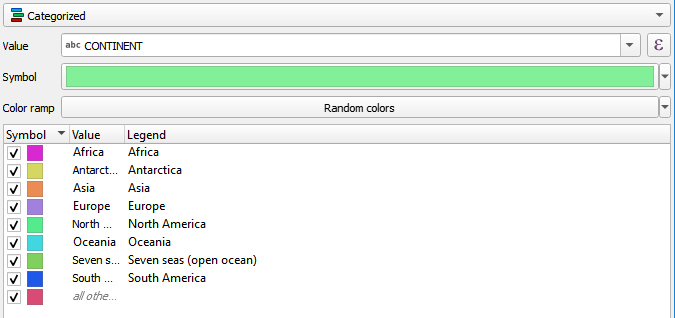 Categorized
Value abc CONTINENT ε
Symbol
Color ramp Random colors
Symbol Value Legend
Africa Africa
Antarct... Antarctica
Asia Asia
Europe Europe
North ... North America
Oceania Oceania
Seven s... Seven seas (open ocean)
South ... South America
all othe...